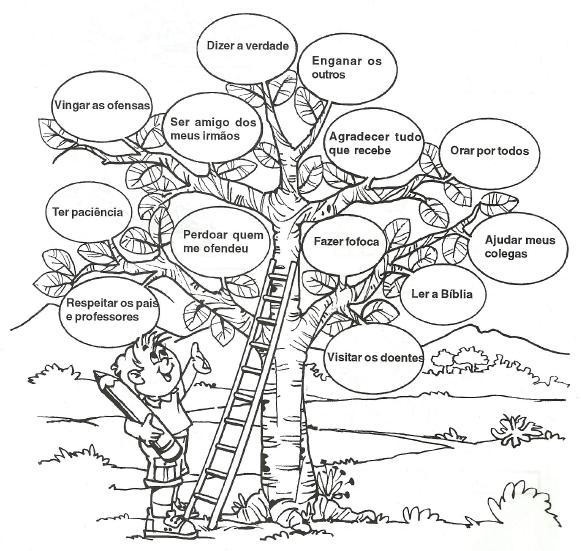 Dizer a verdade
Enganar os
outros
Vingar as ofensas
Ser amigo dos
meus irmãos
Agradecer tudo
que recebe
Orar por todos
Ter paciência
Perdoar quem
me ofendeu
Fazer fofoca
Ajudar meus
colegas
Ler a Bíblia
Respeitar os pais
e professores
Visitar os doentes